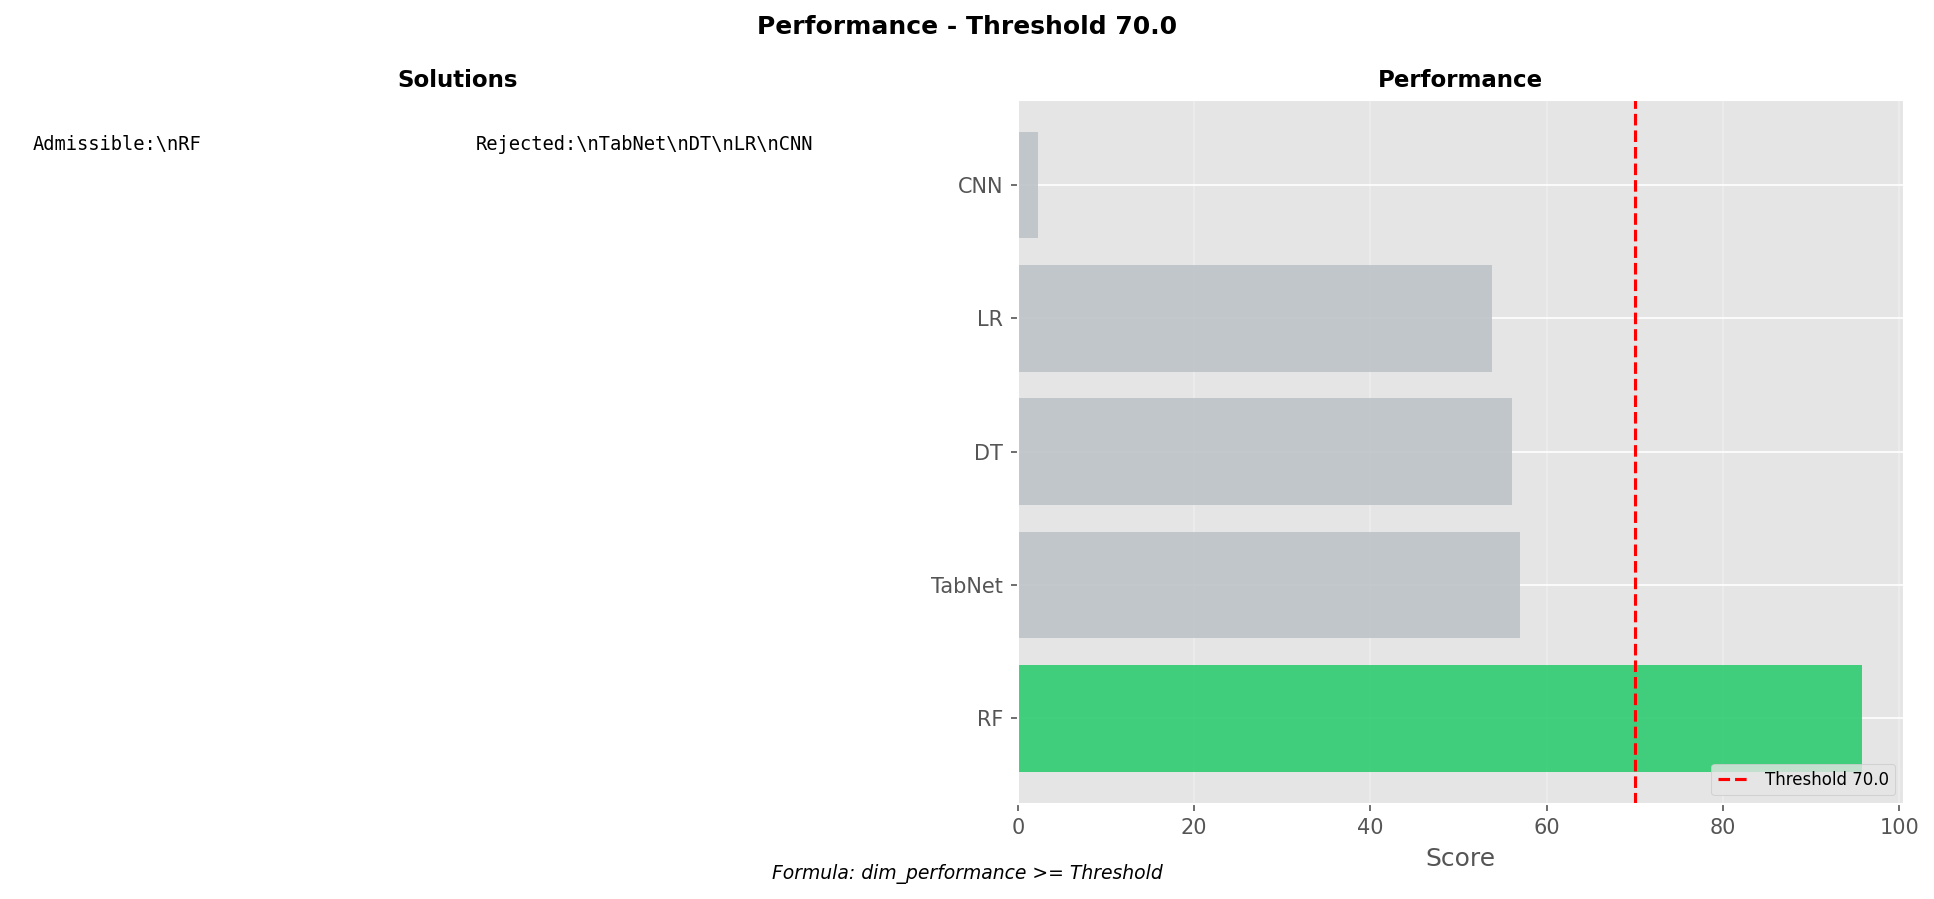 Performance - Threshold 70.0
Solutions
Admissible:\nRF
Rejected:\nTabNet\nDT\nLR\nCNN
Performance
CNN
LR
DT
TabNet
RF
Threshold 70.0
0 20 40 60 80 100
Score
Formula: dim_performance >= Threshold